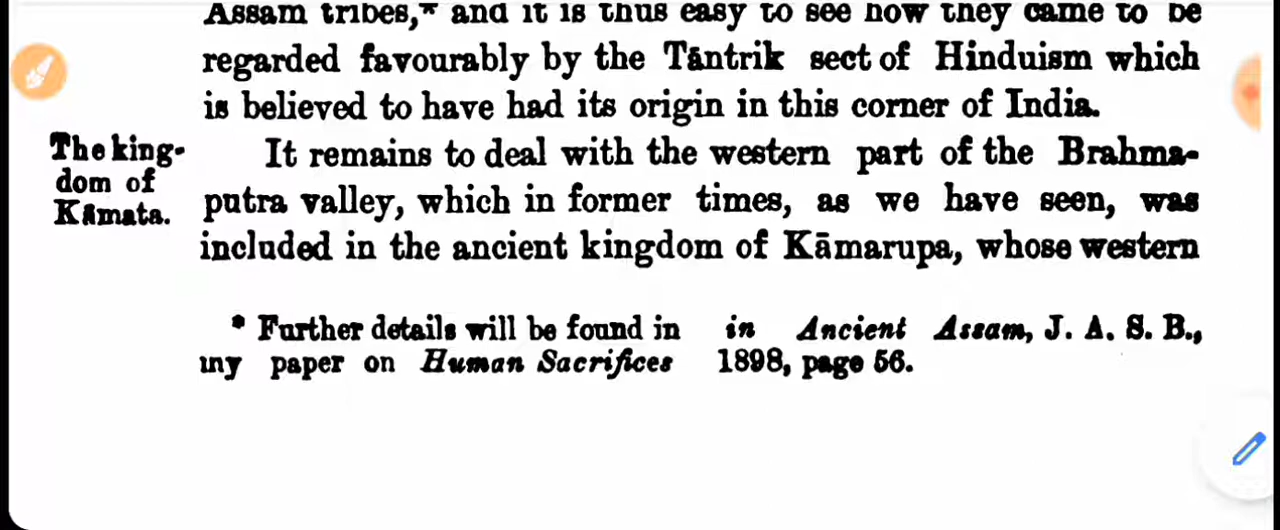 Assam tribes,* and it is thus easy to see how they came to be
regarded favourably by the Tāntrik sect of Hinduism which
is believed to have had its origin in this corner of India.
The king-
dom of
Kāmata.
It remains to deal with the western part of the Brahma-
putra valley, which in former times, as we have seen, was
included in the ancient kingdom of Kāmarupa, whose western
* Further details will be found in
my paper on Human Sacrifices
in Ancient Assam, J. A. S. B.,
1898, page 56.